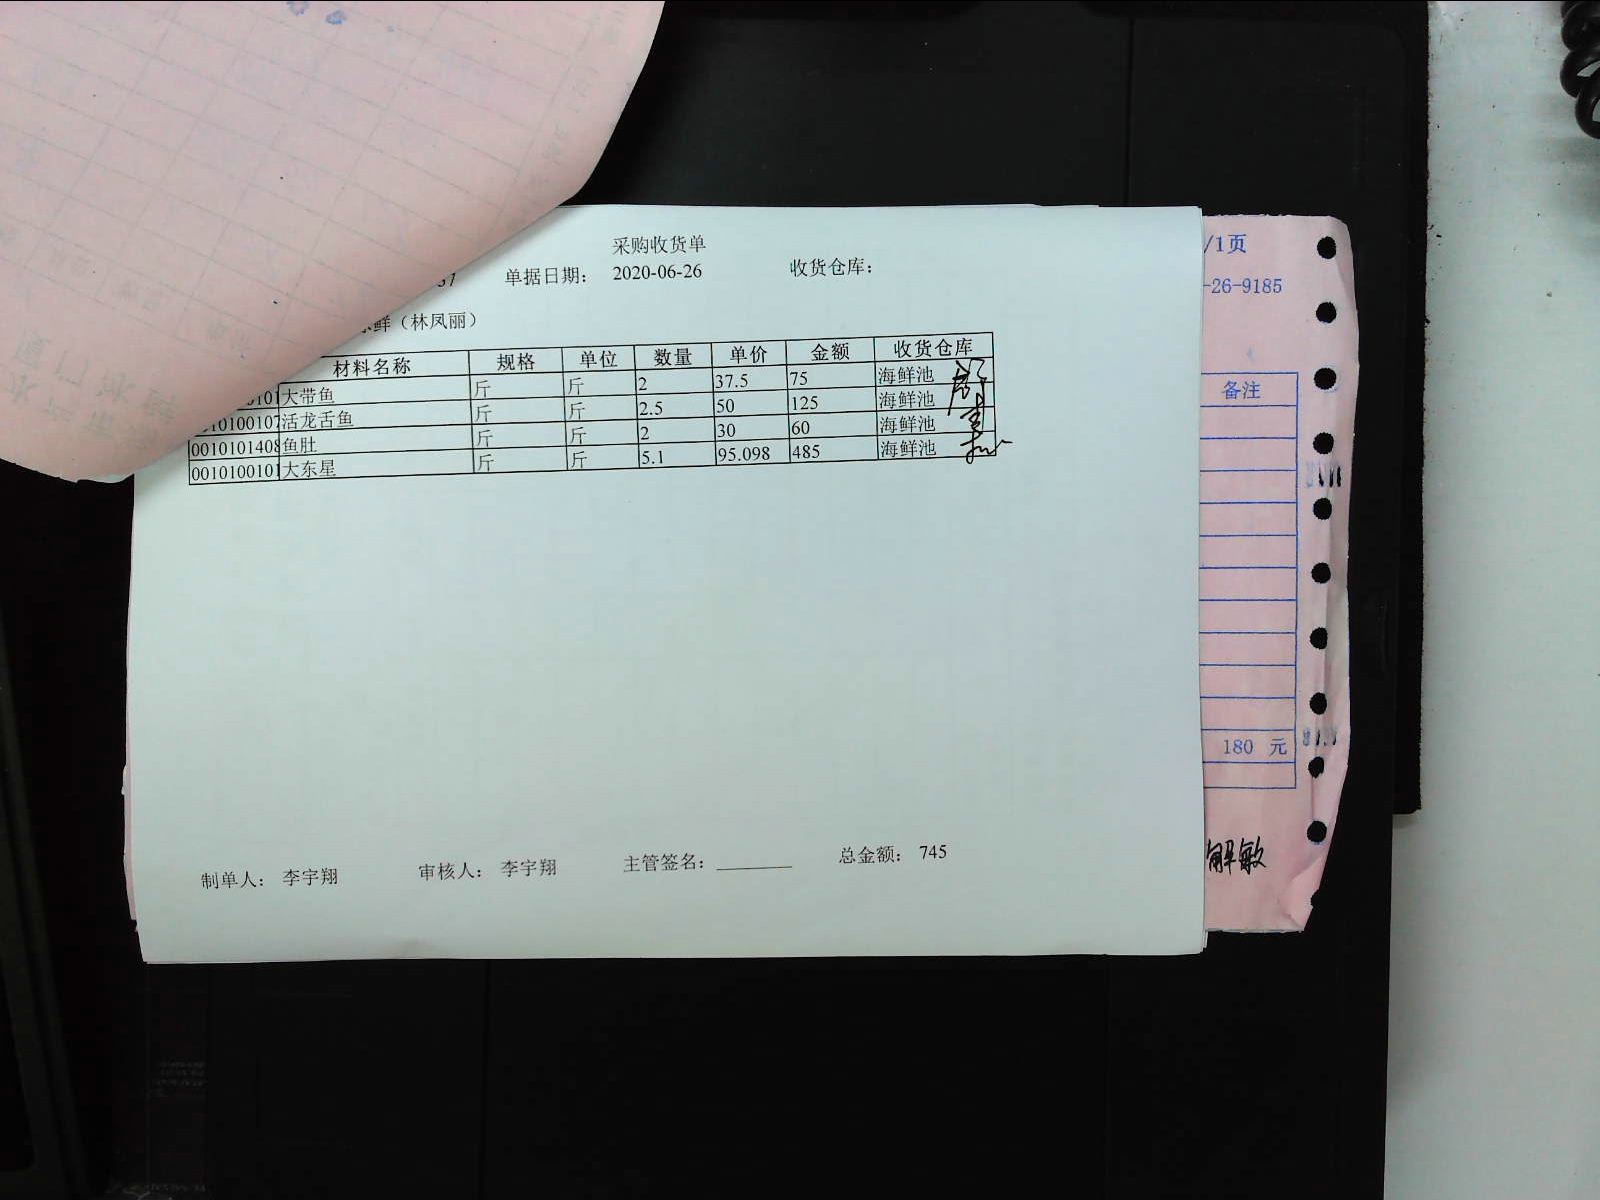 采购收货单
单据日期： 2020-06-26 收货仓库：
鲜（林凤丽）
材料名称 规格 单位 数量 单价 金额 收货仓库
大带鱼 斤 斤 2 37.5 75 海鲜池
活龙舌鱼 斤 斤 2.5 50 125 海鲜池
0010101408 鱼肚 斤 斤 2 30 60 海鲜池
0010100101 大东星 斤 斤 5.1 95.098 485 海鲜池
制单人： 李宇翔 审核人： 李宇翔 主管签名：________ 总金额： 745
/1页
-26-9185
备注
180 元
解敏